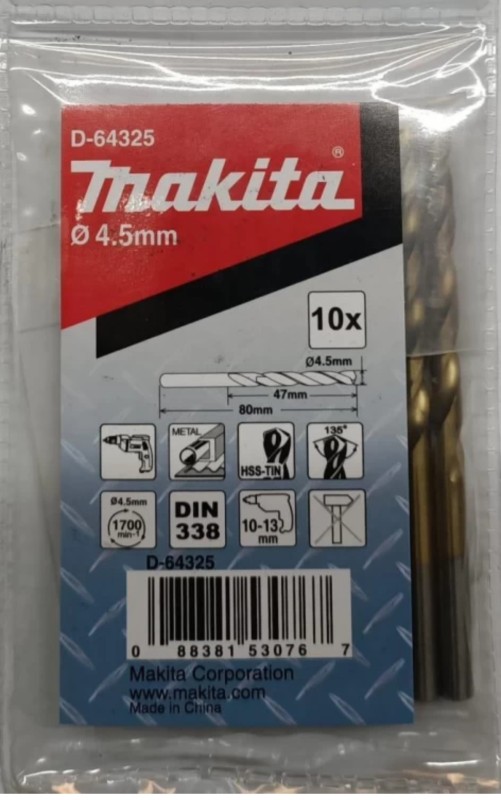 D-64325
makita®
Ø 4.5mm
10x
Ø4.5mm
47mm
80mm
METAL
HSS-TIN
135°
Ø4.5mm
1700
min-1
DIN
338
10-13
mm
D-64325
0 88381 53076 7
Makita Corporation
www.makita.com
Made in China